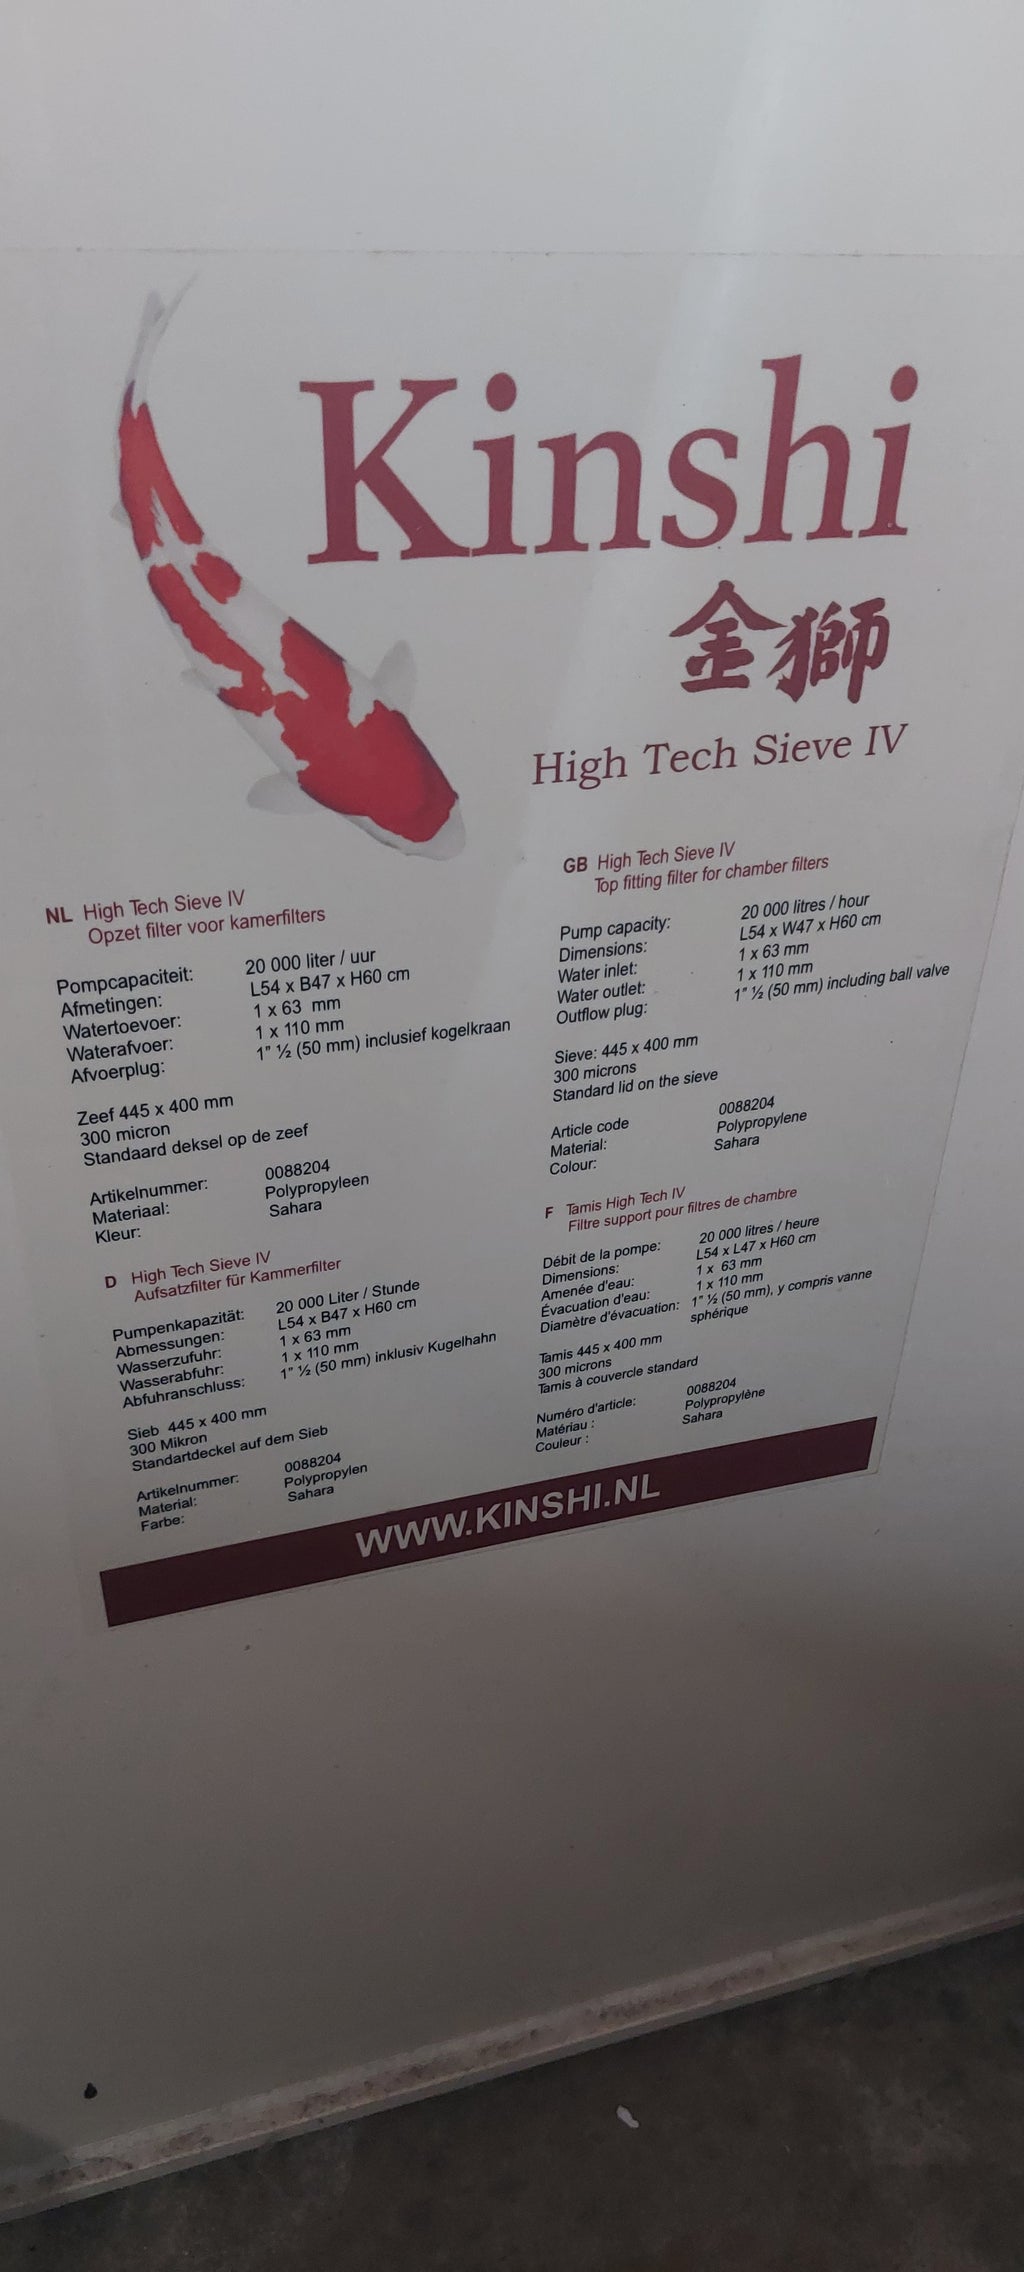 Kinshi
金獅
High Tech Sieve IV
NL High Tech Sieve IV
Opzet filter voor kamerfilters
Pompcapaciteit: 20 000 liter / uur
Afmetingen: L54 x B47 x H60 cm
Watertoevoer: 1 x 63 mm
Waterafvoer: 1 x 110 mm
Afvoerplug: 1" ½ (50 mm) inclusief kogelkraan
Zeef 445 x 400 mm
300 micron
Standaard deksel op de zeef
Artikelnummer: 0088204
Materiaal: Polypropyleen
Kleur: Sahara
GB High Tech Sieve IV
Top fitting filter for chamber filters
Pump capacity: 20 000 litres / hour
Dimensions: L54 x W47 x H60 cm
Water inlet: 1 x 63 mm
Water outlet: 1 x 110 mm
Outflow plug: 1" ½ (50 mm) including ball valve
Sieve: 445 x 400 mm
300 microns
Standard lid on the sieve
Article code 0088204
Material: Polypropylene
Colour: Sahara
D High Tech Sieve IV
Aufsatzfilter für Kammerfilter
Pumpenkapazität: 20 000 Liter / Stunde
Abmessungen: L54 x B47 x H60 cm
Wasserzufuhr: 1 x 63 mm
Wasserabfuhr: 1 x 110 mm
Abfuhranschluss: 1" ½ (50 mm) inklusiv Kugelhahn
Sieb 445 x 400 mm
300 Mikron
Standartdeckel auf dem Sieb
Artikelnummer: 0088204
Material: Polypropylen
Farbe: Sahara
F Tamis High Tech IV
Filtre support pour filtres de chambre
Débit de la pompe: 20 000 litres / heure
Dimensions: L54 x L47 x H60 cm
Amenée d'eau: 1 x 63 mm
Évacuation d'eau: 1 x 110 mm
Diamètre d'évacuation: 1" ½ (50 mm), y compris vanne
sphérique
Tamis 445 x 400 mm
300 microns
Tamis à couvercle standard
Numéro d'article: 0088204
Matériau : Polypropylène
Couleur : Sahara
WWW.KINSHI.NL